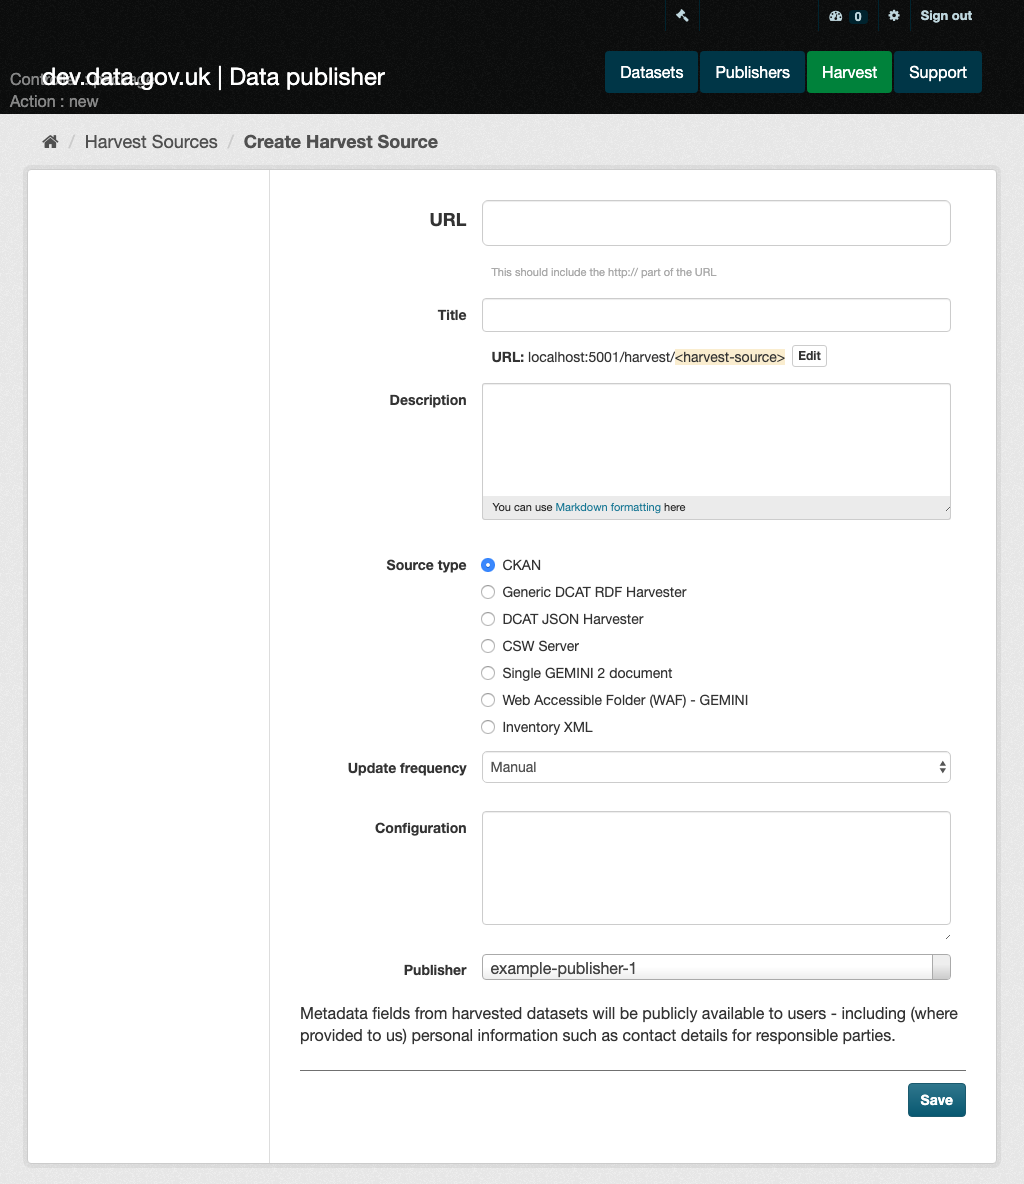 0 Sign out
dev.data.gov.uk | Data publisher
Datasets Publishers Harvest Support
Action : new
Harvest Sources / Create Harvest Source
URL
This should include the http:// part of the URL
Title
URL: localhost:5001/harvest/<harvest-source> Edit
Description
You can use Markdown formatting here
Source type CKAN
Generic DCAT RDF Harvester
DCAT JSON Harvester
CSW Server
Single GEMINI 2 document
Web Accessible Folder (WAF) - GEMINI
Inventory XML
Update frequency Manual
Configuration
Publisher example-publisher-1
Metadata fields from harvested datasets will be publicly available to users - including (where
provided to us) personal information such as contact details for responsible parties.
Save